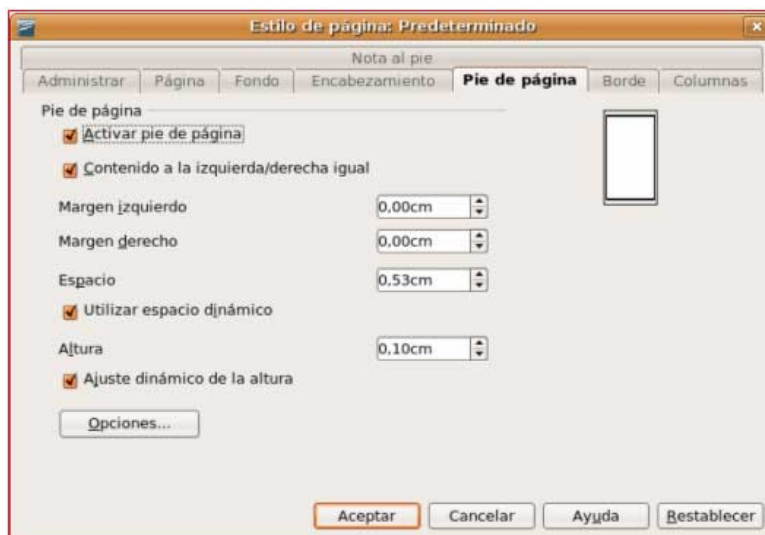 Estilo de página: Predeterminado
Nota al pie
Administrar Página Fondo Encabezamiento Pie de página Borde Columnas
Pie de página
Activar pie de página
Contenido a la izquierda/derecha igual
Margen izquierdo 0,00cm
Margen derecho 0,00cm
Espacio 0,53cm
Utilizar espacio dinámico
Altura 0,10cm
Ajuste dinámico de la altura
Opciones...
Aceptar Cancelar Ayuda Restablecer